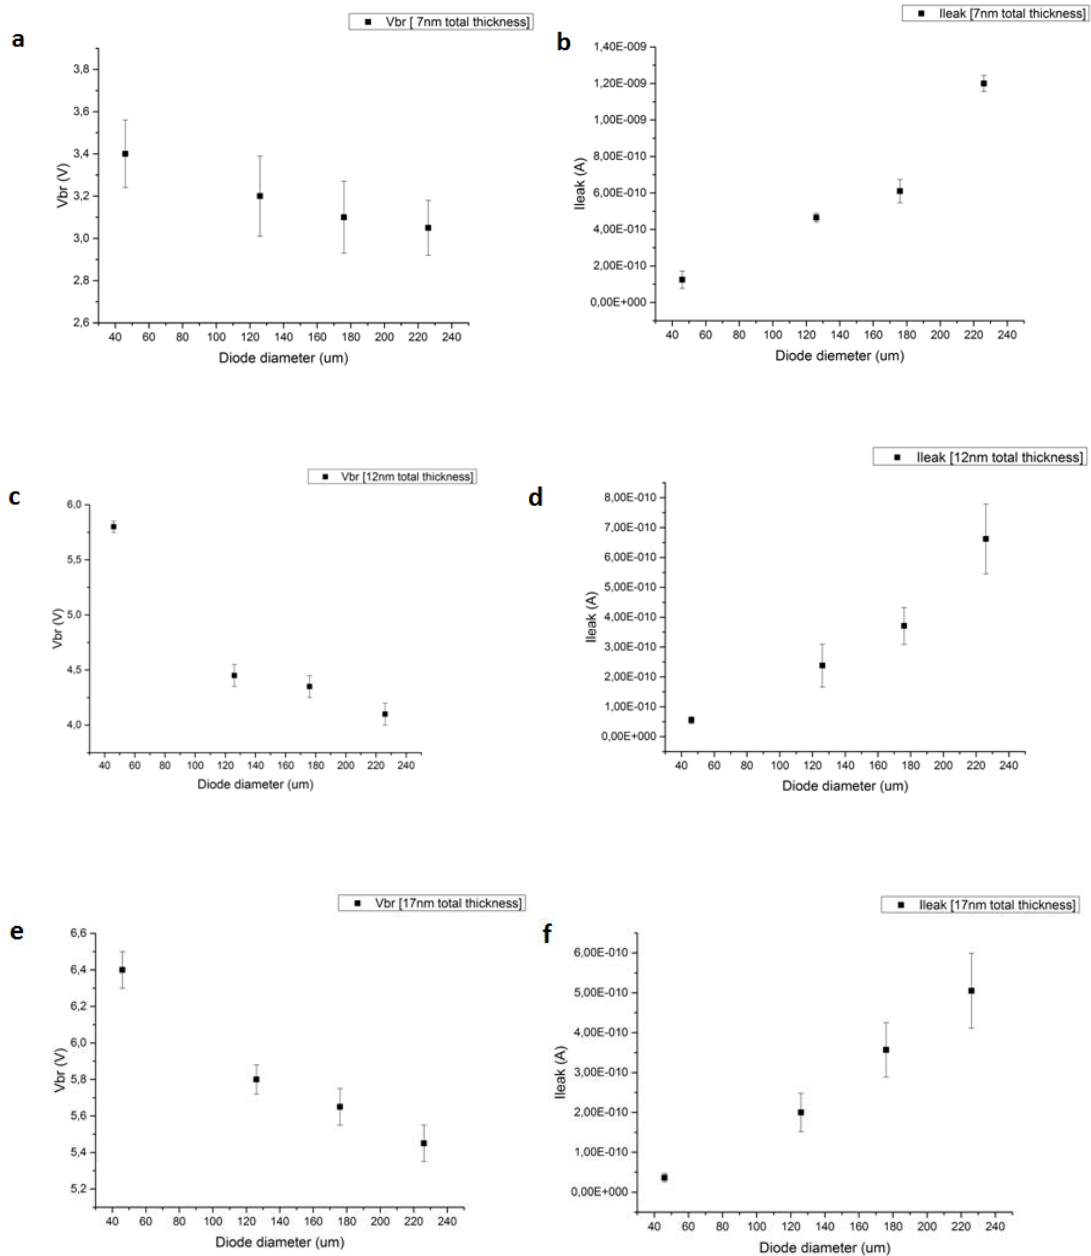 a
Vbr [ 7nm total thickness]
3,8
3,6
3,4
3,2
3,0
2,8
2,6
Vbr (V)
40 60 80 100 120 140 160 180 200 220 240
Diode diameter (um)
b
Ileak [7nm total thickness]
1,40E-009
1,20E-009
1,00E-009
8,00E-010
6,00E-010
4,00E-010
2,00E-010
0,00E+000
Ileak (A)
40 60 80 100 120 140 160 180 200 220 240
Diode diemeter (um)
c
Vbr [12nm total thickness]
6,0
5,5
5,0
4,5
4,0
Vbr (V)
40 60 80 100 120 140 160 180 200 220 240
Diode diameter (um)
d
Ileak [12nm total thickness]
8,00E-010
7,00E-010
6,00E-010
5,00E-010
4,00E-010
3,00E-010
2,00E-010
1,00E-010
0,00E+000
Ileak (A)
40 60 80 100 120 140 160 180 200 220 240
Diode diameter (um)
e
Vbr [17nm total thickness]
6,6
6,4
6,2
6,0
5,8
5,6
5,4
5,2
Vbr (V)
40 60 80 100 120 140 160 180 200 220 240
Diode diameter (um)
f
Ileak [17nm total thickness]
6,00E-010
5,00E-010
4,00E-010
3,00E-010
2,00E-010
1,00E-010
0,00E+000
Ileak (A)
40 60 80 100 120 140 160 180 200 220 240
Diode diameter (um)